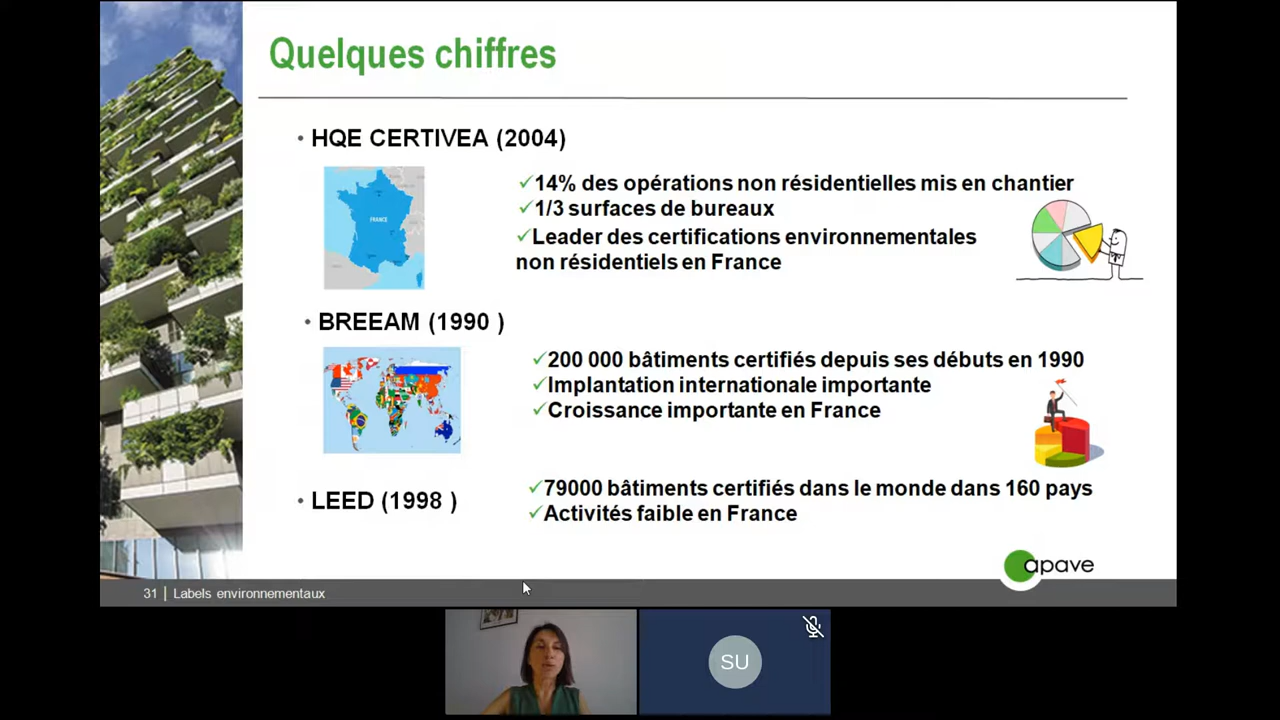 Quelques chiffres
• HQE CERTIVEA (2004)
FRANCE
✓14% des opérations non résidentielles mis en chantier
✓1/3 surfaces de bureaux
✓Leader des certifications environnementales
non résidentiels en France
• BREEAM (1990 )
✓200 000 bâtiments certifiés depuis ses débuts en 1990
✓Implantation internationale importante
✓Croissance importante en France
• LEED (1998 )
✓79000 bâtiments certifiés dans le monde dans 160 pays
✓Activités faible en France
apave
31 | Labels environnementaux
SU